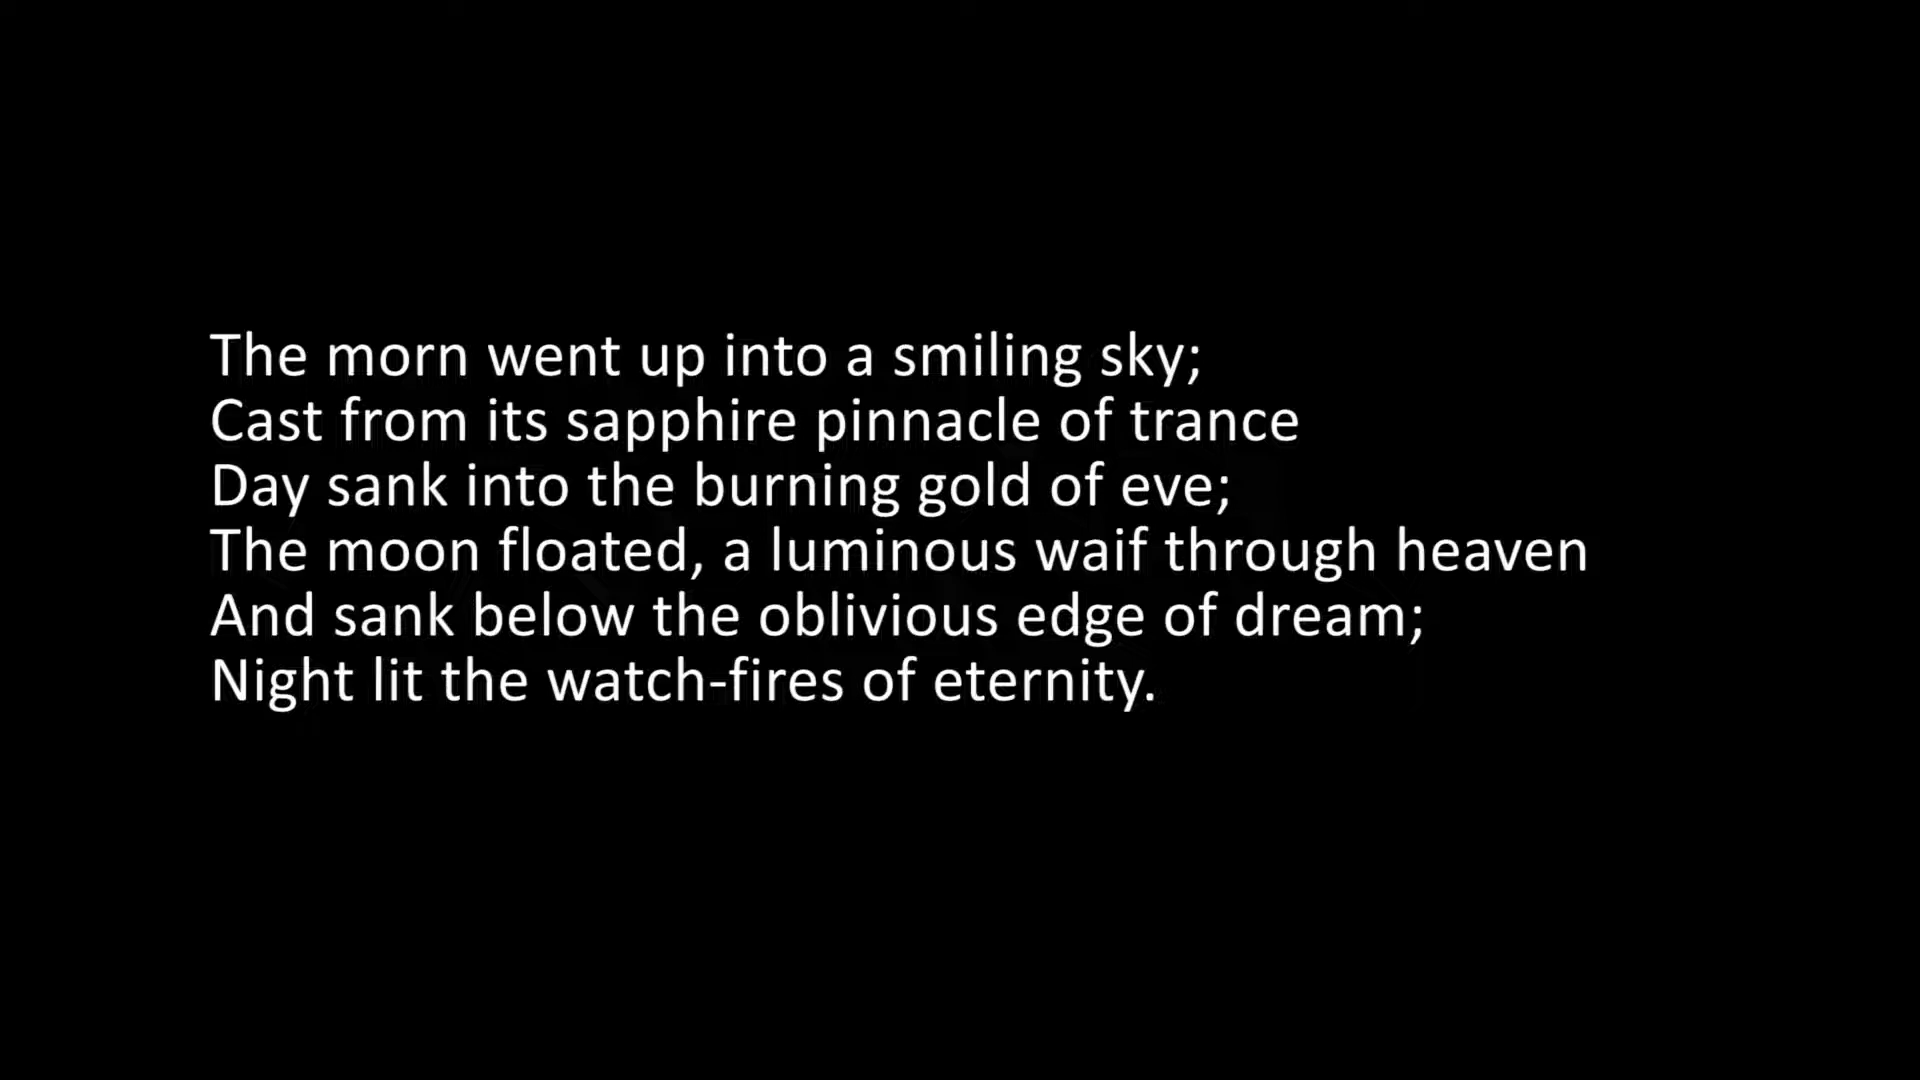 The morn went up into a smiling sky;
Cast from its sapphire pinnacle of trance
Day sank into the burning gold of eve;
The moon floated, a luminous waif through heaven
And sank below the oblivious edge of dream;
Night lit the watch-fires of eternity.